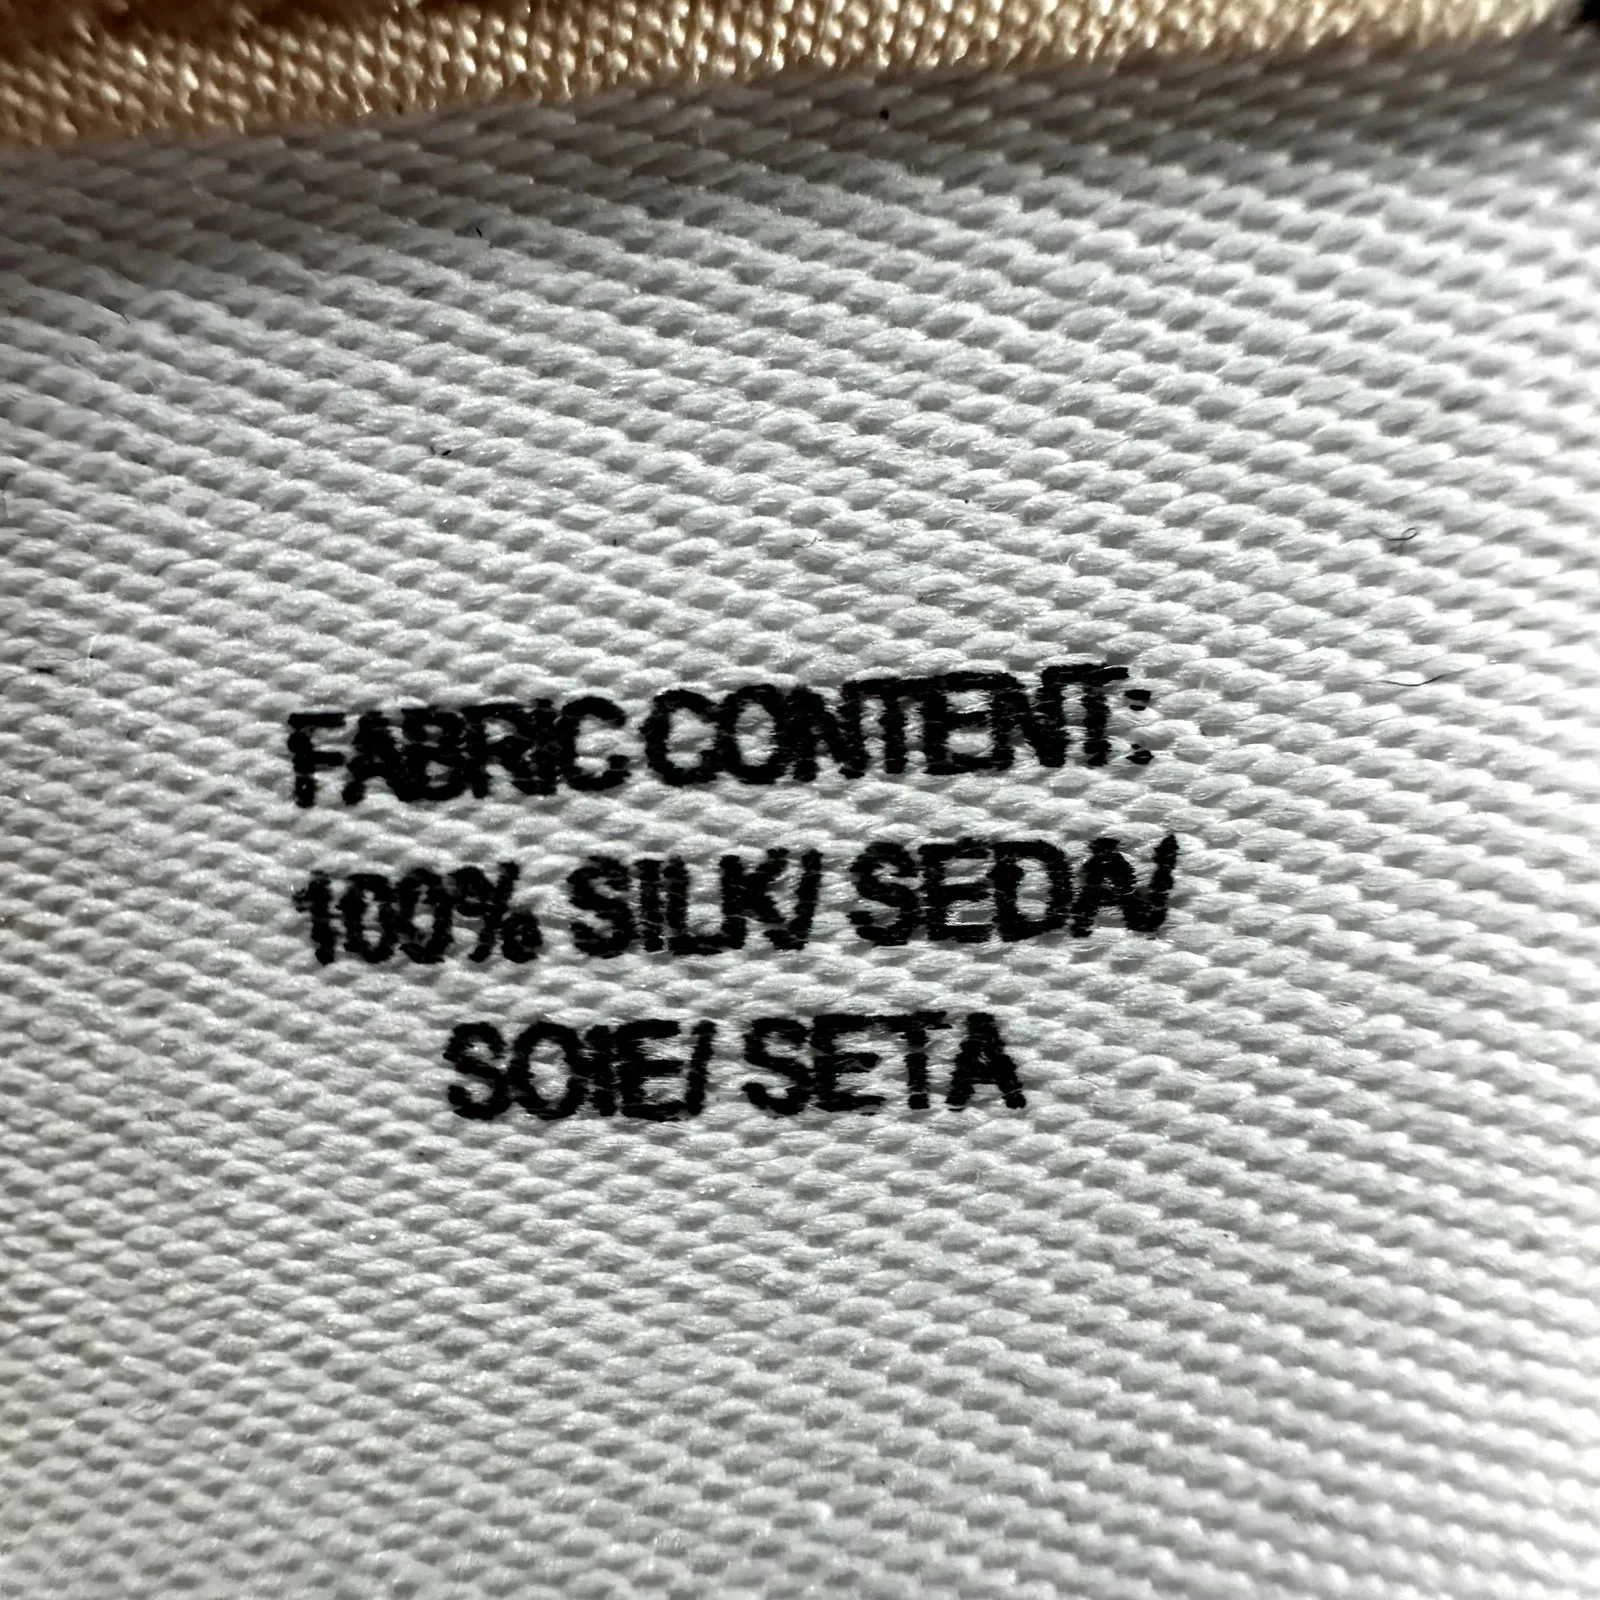 FABRIC CONTENT:
100% SILK/ SEDA/
SOIE/ SETA